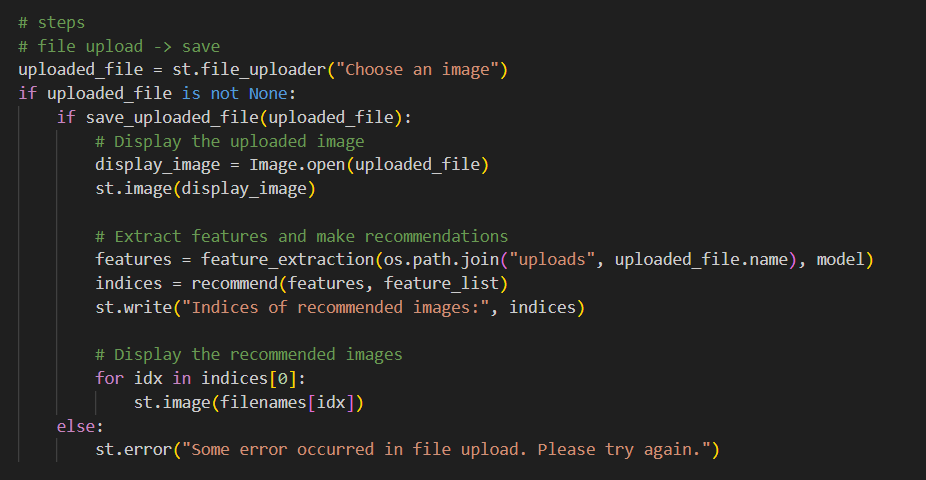 # steps
# file upload -> save
uploaded_file = st.file_uploader("Choose an image")
if uploaded_file is not None:
    if save_uploaded_file(uploaded_file):
        # Display the uploaded image
        display_image = Image.open(uploaded_file)
        st.image(display_image)

        # Extract features and make recommendations
        features = feature_extraction(os.path.join("uploads", uploaded_file.name), model)
        indices = recommend(features, feature_list)
        st.write("Indices of recommended images:", indices)

        # Display the recommended images
        for idx in indices[0]:
            st.image(filenames[idx])
    else:
        st.error("Some error occurred in file upload. Please try again.")